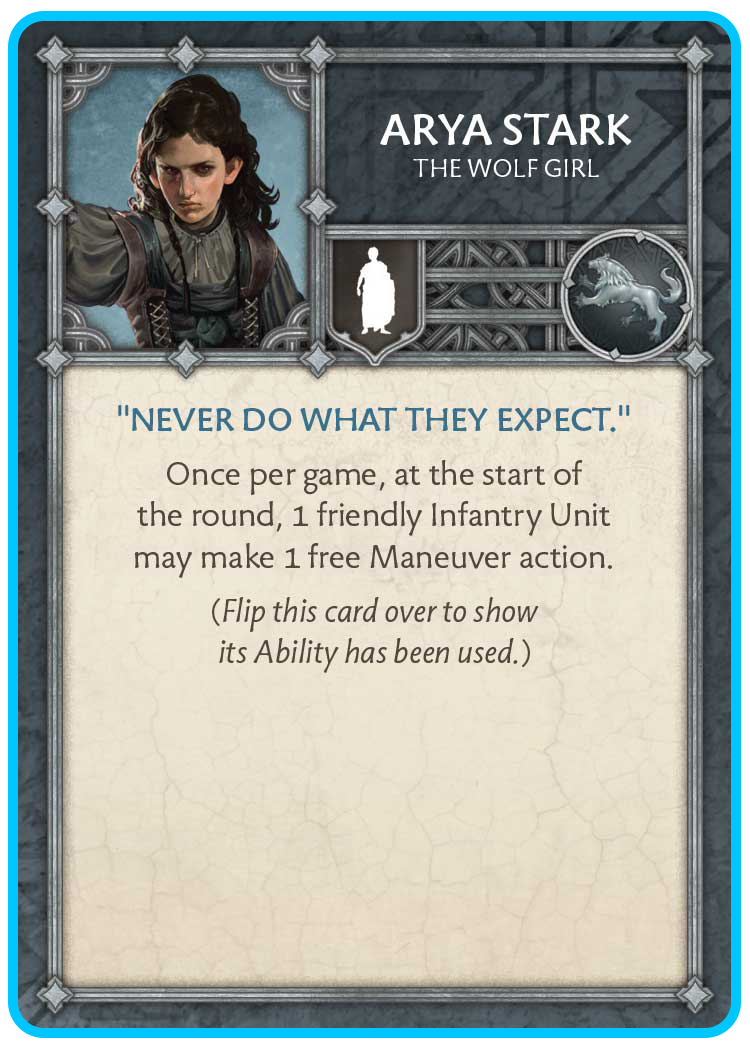 ARYA STARK
THE WOLF GIRL
"NEVER DO WHAT THEY EXPECT."
Once per game, at the start of
the round, 1 friendly Infantry Unit
may make 1 free Maneuver action.
(Flip this card over to show
its Ability has been used.)